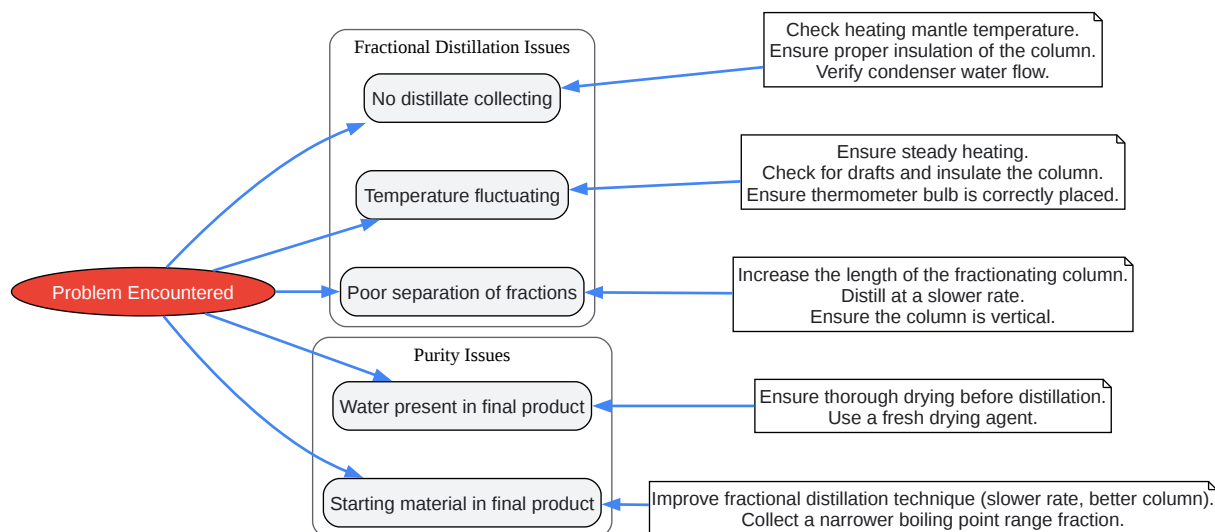 Fractional Distillation Issues
No distillate collecting
Check heating mantle temperature.
Ensure proper insulation of the column.
Verify condenser water flow.
Temperature fluctuating
Ensure steady heating.
Check for drafts and insulate the column.
Ensure thermometer bulb is correctly placed.
Problem Encountered
Poor separation of fractions
Increase the length of the fractionating column.
Distill at a slower rate.
Ensure the column is vertical.
Purity Issues
Water present in final product
Ensure thorough drying before distillation.
Use a fresh drying agent.
Starting material in final product
Improve fractional distillation technique (slower rate, better column).
Collect a narrower boiling point range fraction.